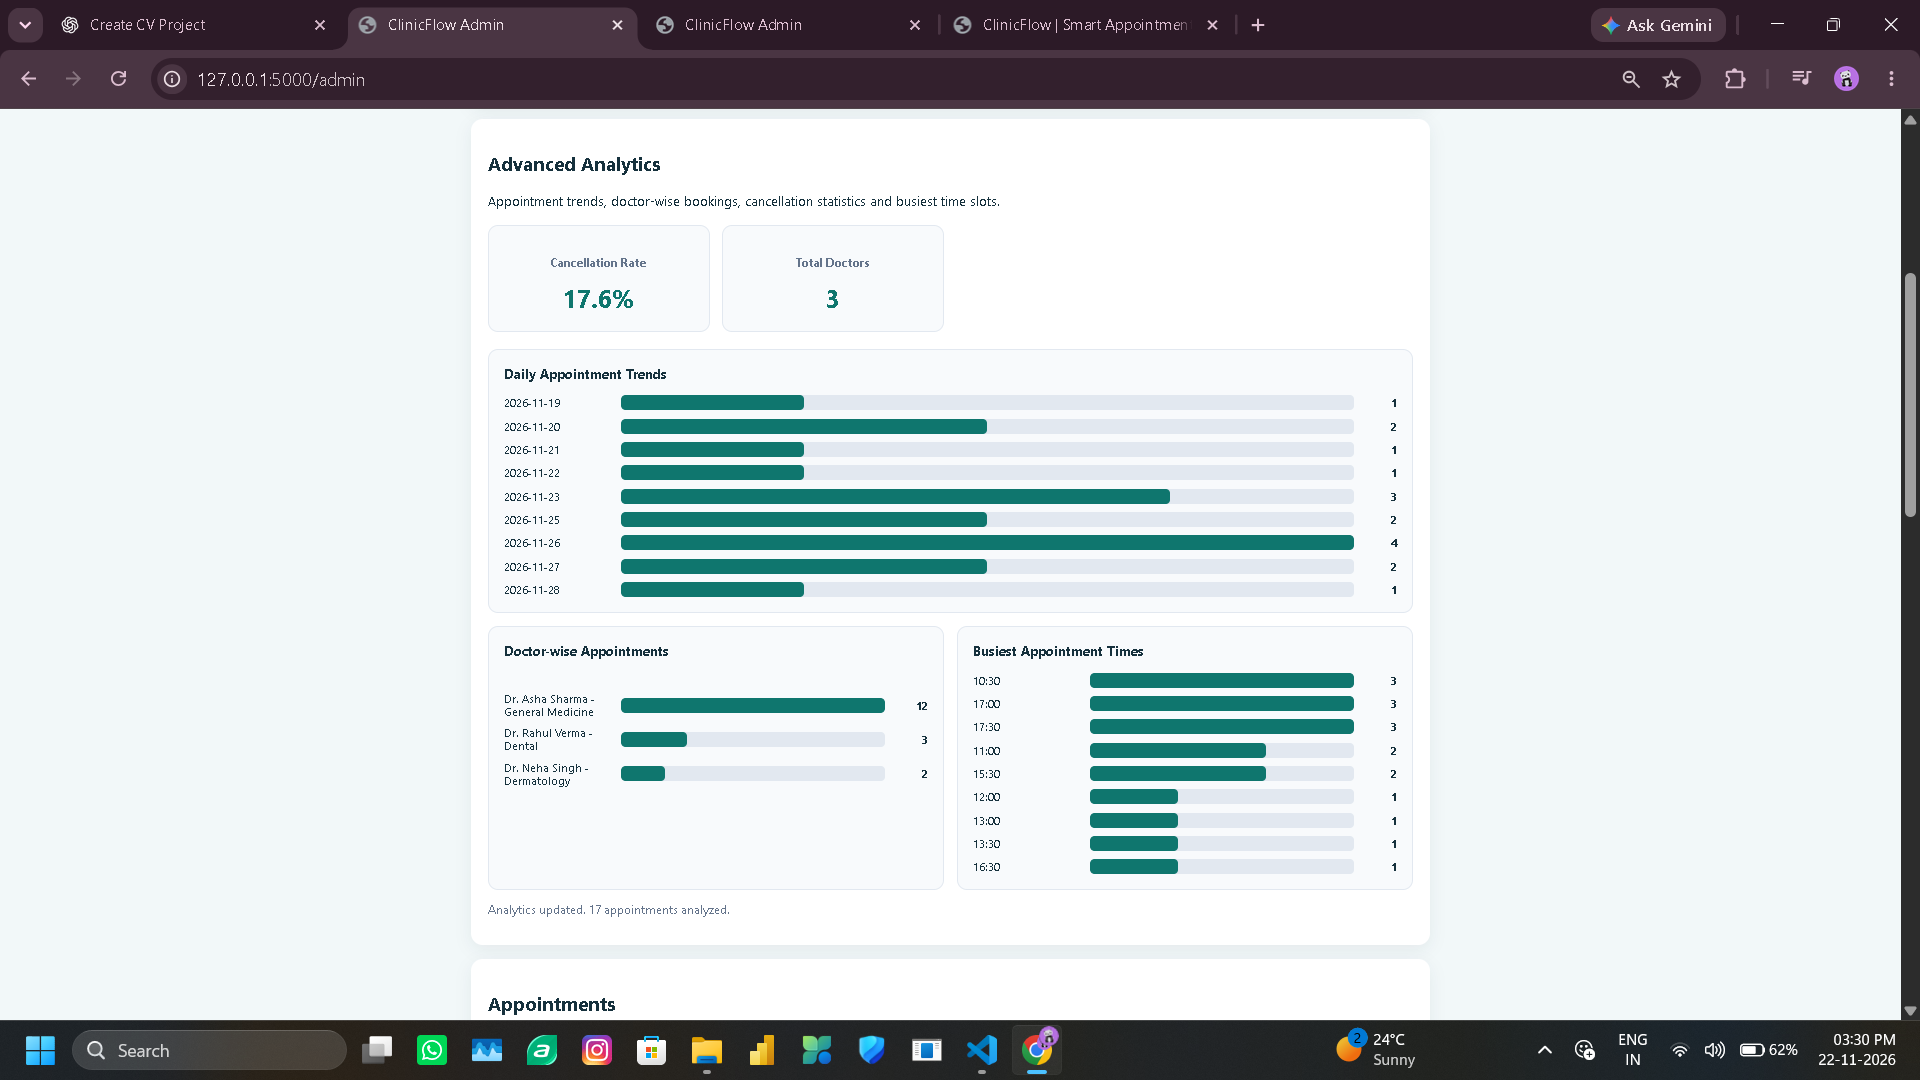 Create CV Project
ClinicFlow Admin
ClinicFlow Admin
ClinicFlow | Smart Appointmen
Ask Gemini
127.0.0.1:5000/admin
Advanced Analytics
Appointment trends, doctor-wise bookings, cancellation statistics and busiest time slots.
Cancellation Rate
17.6%
Total Doctors
3
Daily Appointment Trends
2026-11-19 1
2026-11-20 2
2026-11-21 1
2026-11-22 1
2026-11-23 3
2026-11-25 2
2026-11-26 4
2026-11-27 2
2026-11-28 1
Doctor-wise Appointments
Dr. Asha Sharma -
General Medicine
12
Dr. Rahul Verma -
Dental
3
Dr. Neha Singh -
Dermatology
2
Busiest Appointment Times
10:30 3
17:00 3
17:30 3
11:00 2
15:30 2
12:00 1
13:00 1
13:30 1
16:30 1
Analytics updated. 17 appointments analyzed.
Appointments
Search
2
24°C
Sunny
ENG
IN
62%
03:30 PM
22-11-2026